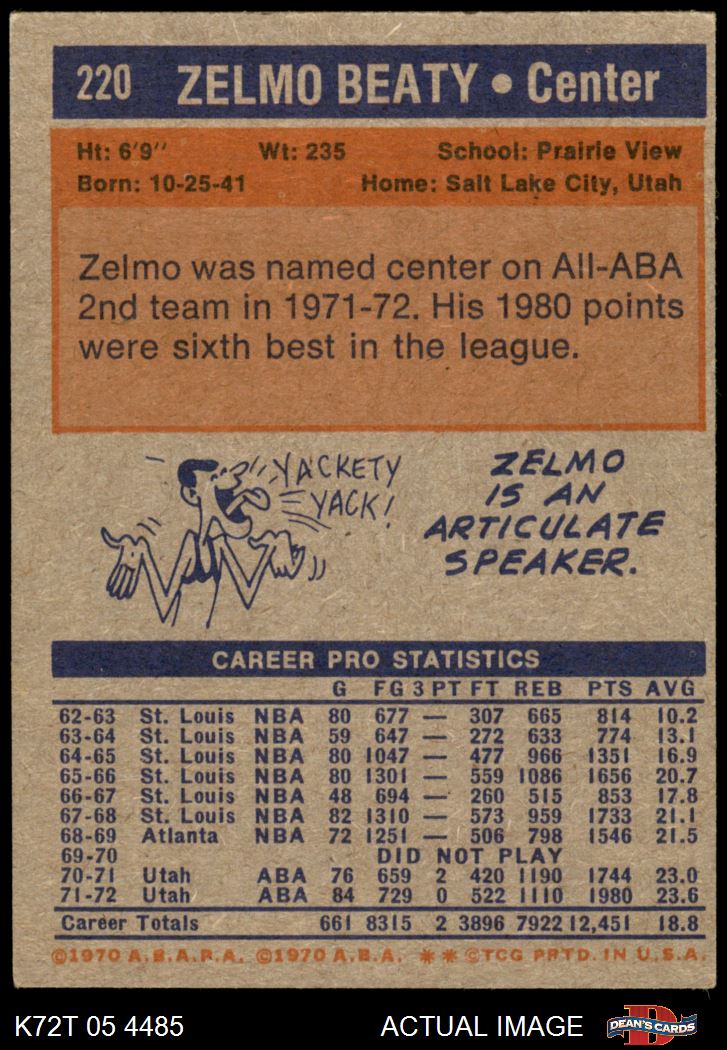 220 ZELMO BEATY • Center
Ht: 6'9" Wt: 235 School: Prairie View
Born: 10-25-41 Home: Salt Lake City, Utah
Zelmo was named center on All-ABA
2nd team in 1971-72. His 1980 points
were sixth best in the league.
YACKETY
YACK!
ZELMO
IS AN
ARTICULATE
SPEAKER.
CAREER PRO STATISTICS
G FG 3 PT FT REB PTS AVG
62-63 St. Louis NBA 80 677 — 307 665 814 10.2
63-64 St. Louis NBA 59 647 — 272 633 774 13.1
64-65 St. Louis NBA 80 1047 — 477 966 1351 16.9
65-66 St. Louis NBA 80 1301 — 559 1086 1656 20.7
66-67 St. Louis NBA 48 694 — 260 515 853 17.8
67-68 St. Louis NBA 82 1310 — 573 959 1733 21.1
68-69 Atlanta NBA 72 1251 — 506 798 1546 21.5
69-70 DID NOT PLAY
70-71 Utah ABA 76 659 2 420 1190 1744 23.0
71-72 Utah ABA 84 729 0 522 1110 1980 23.6
Career Totals 661 8315 2 3896 7922 12,451 18.8
©1970 A.B.A.P.A. ©1970 A.B.A. ** ©TCG PRTD. IN U.S.A.
K72T 05 4485 ACTUAL IMAGE D DEAN'S CARDS